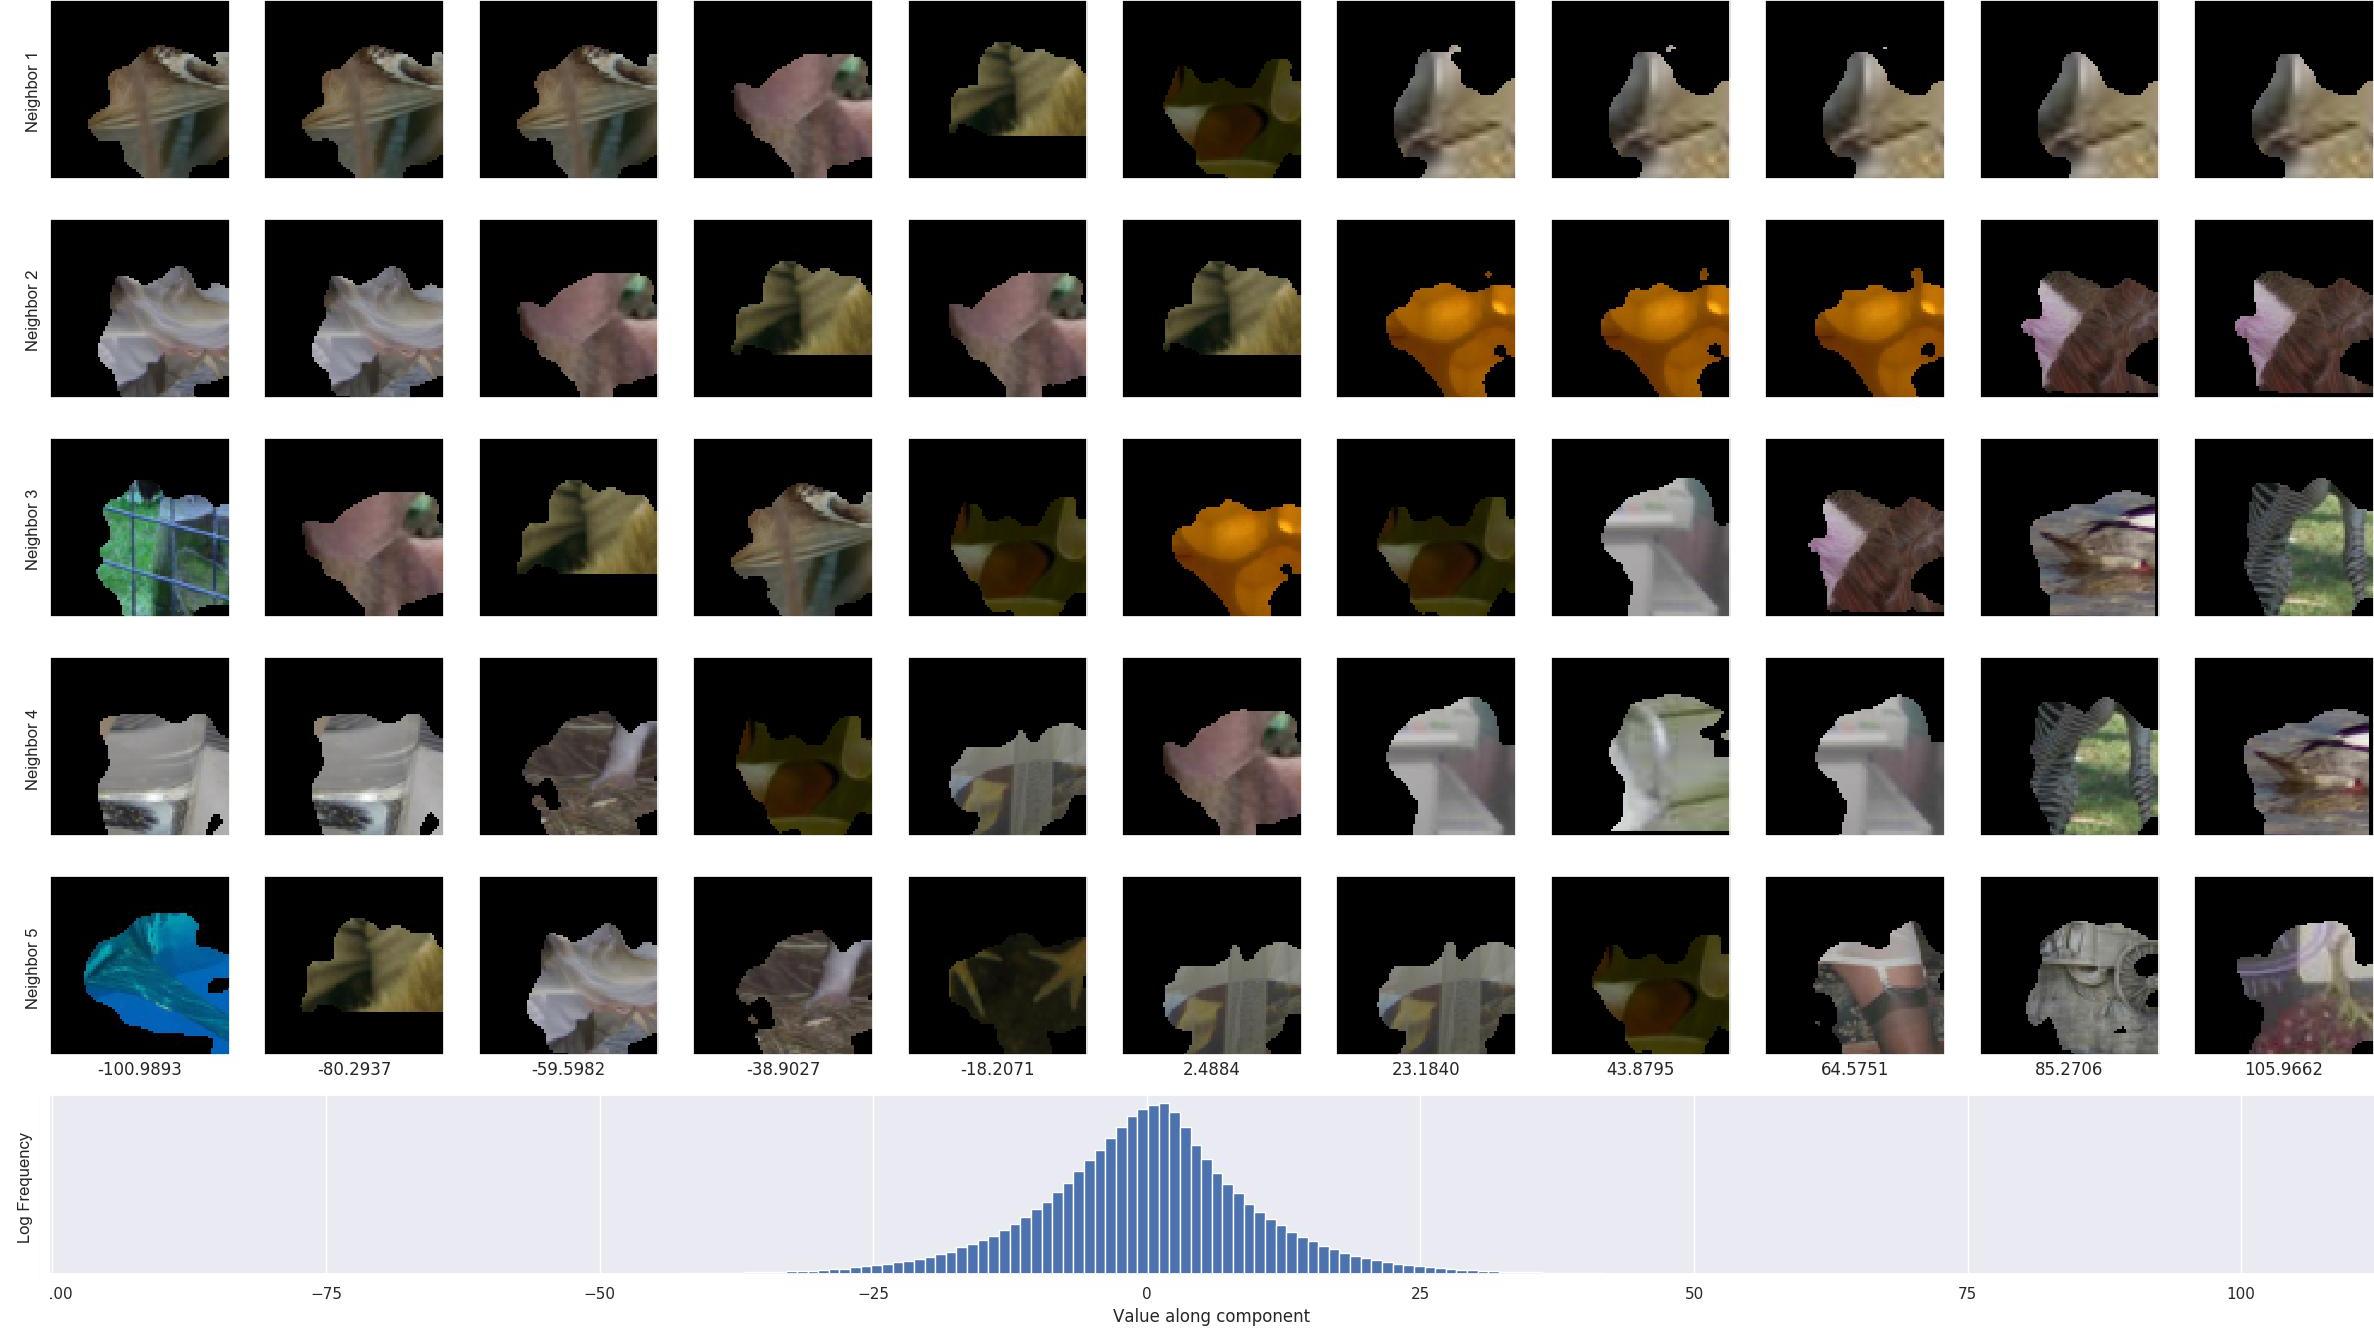 Neighbor 1
Neighbor 2
Neighbor 3
Neighbor 4
Neighbor 5
-100.9893 -80.2937 -59.5982 -38.9027 -18.2071 2.4884 23.1840 43.8795 64.5751 85.2706 105.9662
Log Frequency
.00 −75 −50 −25 0 25 50 75 100
Value along component